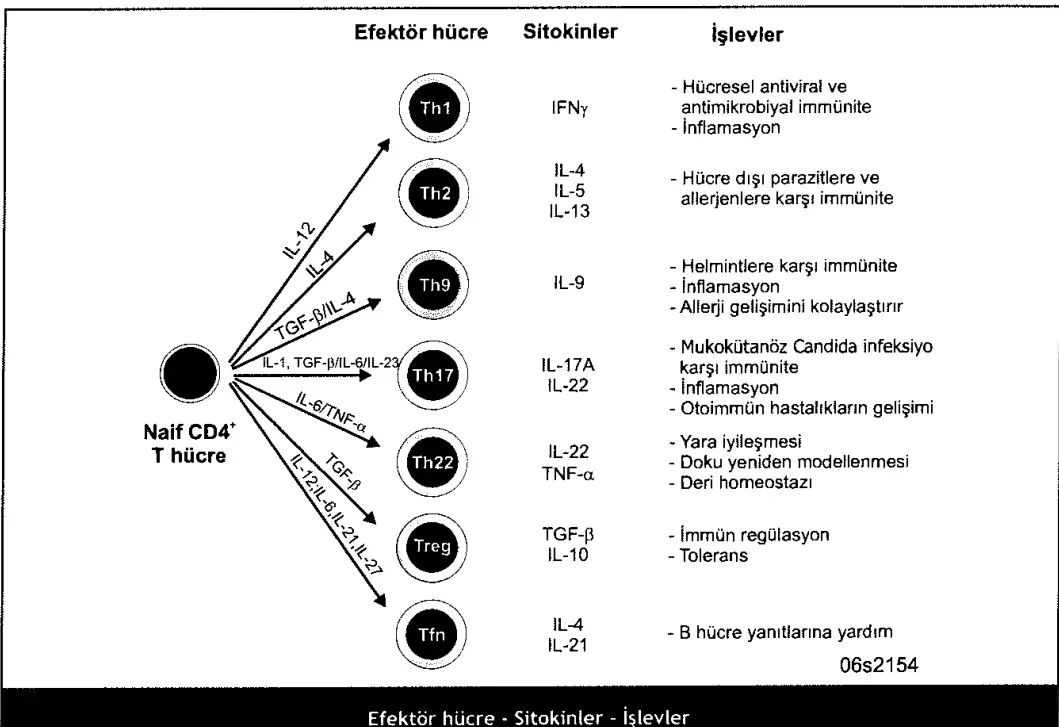 Efektör hücre Sitokinler İşlevler
Th1
IFNγ
- Hücresel antiviral ve
antimikrobiyal immünite
- İnflamasyon
IL-12
Th2
IL-4
IL-5
IL-13
- Hücre dışı parazitlere ve
allerjenlere karşı immünite
IL-4
Th9
IL-9
- Helmintlere karşı immünite
- İnflamasyon
- Allerji gelişimini kolaylaştırır
TGF-β/IL-4
Th17
IL-17A
IL-22
- Mukokütanöz Candida infeksiyo
karşı immünite
- İnflamasyon
- Otoimmün hastalıkların gelişimi
IL-1, TGF-β/IL-6/IL-23/
Naif CD4+
T hücre
IL-6/TNF-α
Th22
IL-22
TNF-α
- Yara iyileşmesi
- Doku yeniden modellenmesi
- Deri homeostazı
TGF-β
Treg
TGF-β
IL-10
- İmmün regülasyon
- Tolerans
IL-12;IL-6,IL-21,IL-27
Tfn
IL-4
IL-21
- B hücre yanıtlarına yardım
06s2154
Efektör hücre - Sitokinler - İşlevler